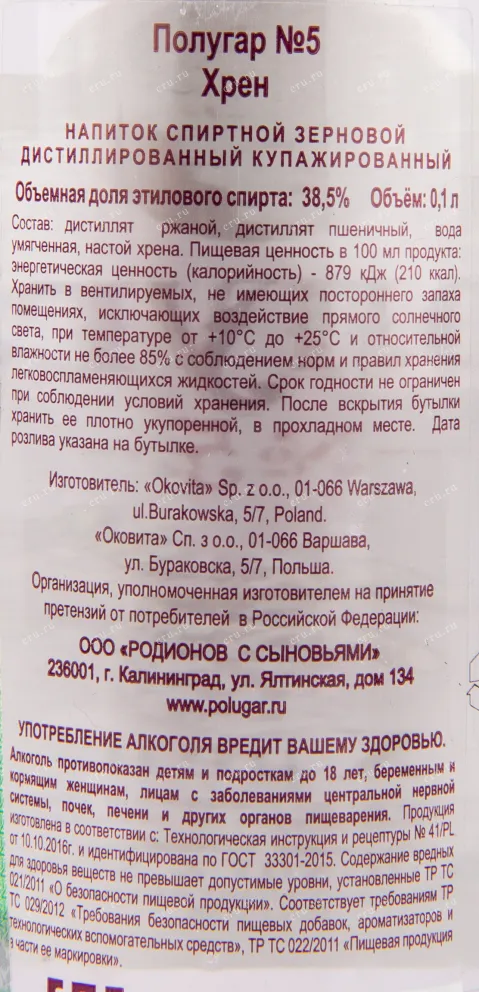 Полугар №5
Хрен
НАПИТОК СПИРТНОЙ ЗЕРНОВОЙ
ДИСТИЛЛИРОВАННЫЙ КУПАЖИРОВАННЫЙ
Объемная доля этилового спирта: 38,5% Объём: 0,1 л
Состав: дистиллят ржаной, дистиллят пшеничный, вода
умягченная, настой хрена. Пищевая ценность в 100 мл продукта:
энергетическая ценность (калорийность) - 879 кДж (210 ккал).
Хранить в вентилируемых, не имеющих постороннего запаха
помещениях, исключающих воздействие прямого солнечного
света, при температуре от +10°С до +25°С и относительной
влажности не более 85% с соблюдением норм и правил хранения
легковоспламеняющихся жидкостей. Срок годности не ограничен
при соблюдении условий хранения. После вскрытия бутылки
хранить ее плотно укупоренной, в прохладном месте. Дата
розлива указана на бутылке.
Изготовитель: «Okovita» Sp. z o.o., 01-066 Warszawa,
ul.Burakowska, 5/7, Poland.
«Оковита» Сп. з о.о., 01-066 Варшава,
ул. Бураковска, 5/7, Польша.
Организация, уполномоченная изготовителем на принятие
претензий от потребителей в Российской Федерации:
ООО «РОДИОНОВ С СЫНОВЬЯМИ»
236001, г. Калининград, ул. Ялтинская, дом 134
www.polugar.ru
УПОТРЕБЛЕНИЕ АЛКОГОЛЯ ВРЕДИТ ВАШЕМУ ЗДОРОВЬЮ.
Алкоголь противопоказан детям и подросткам до 18 лет, беременным и
кормящим женщинам, лицам с заболеваниями центральной нервной
системы, почек, печени и других органов пищеварения. Продукция
изготовлена в соответствии с: Технологическая инструкция и рецептуры № 41/PL
от 10.10.2016г. и идентифицирована по ГОСТ 33301-2015. Содержание вредных
для здоровья веществ не превышает допустимые уровни, установленные ТР ТС
021/2011 «О безопасности пищевой продукции». Соответствует требованиям ТР
ТС 029/2012 «Требования безопасности пищевых добавок, ароматизаторов и
технологических вспомогательных средств», ТР ТС 022/2011 «Пищевая продукция
в части ее маркировки».